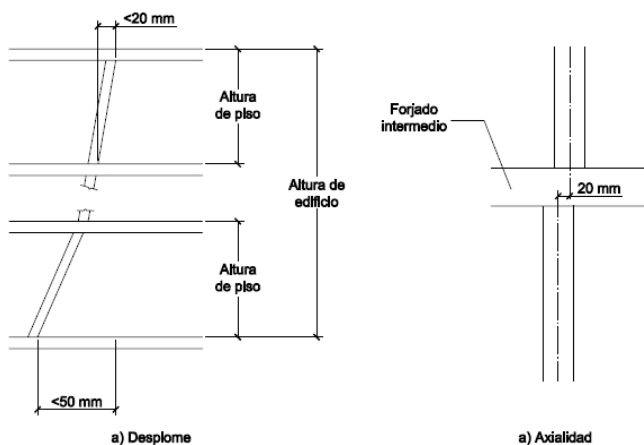 <20 mm
Altura
de piso
Altura de
edificio
Altura
de piso
<50 mm
a) Desplome
Forjado
intermedio
20 mm
a) Axialidad